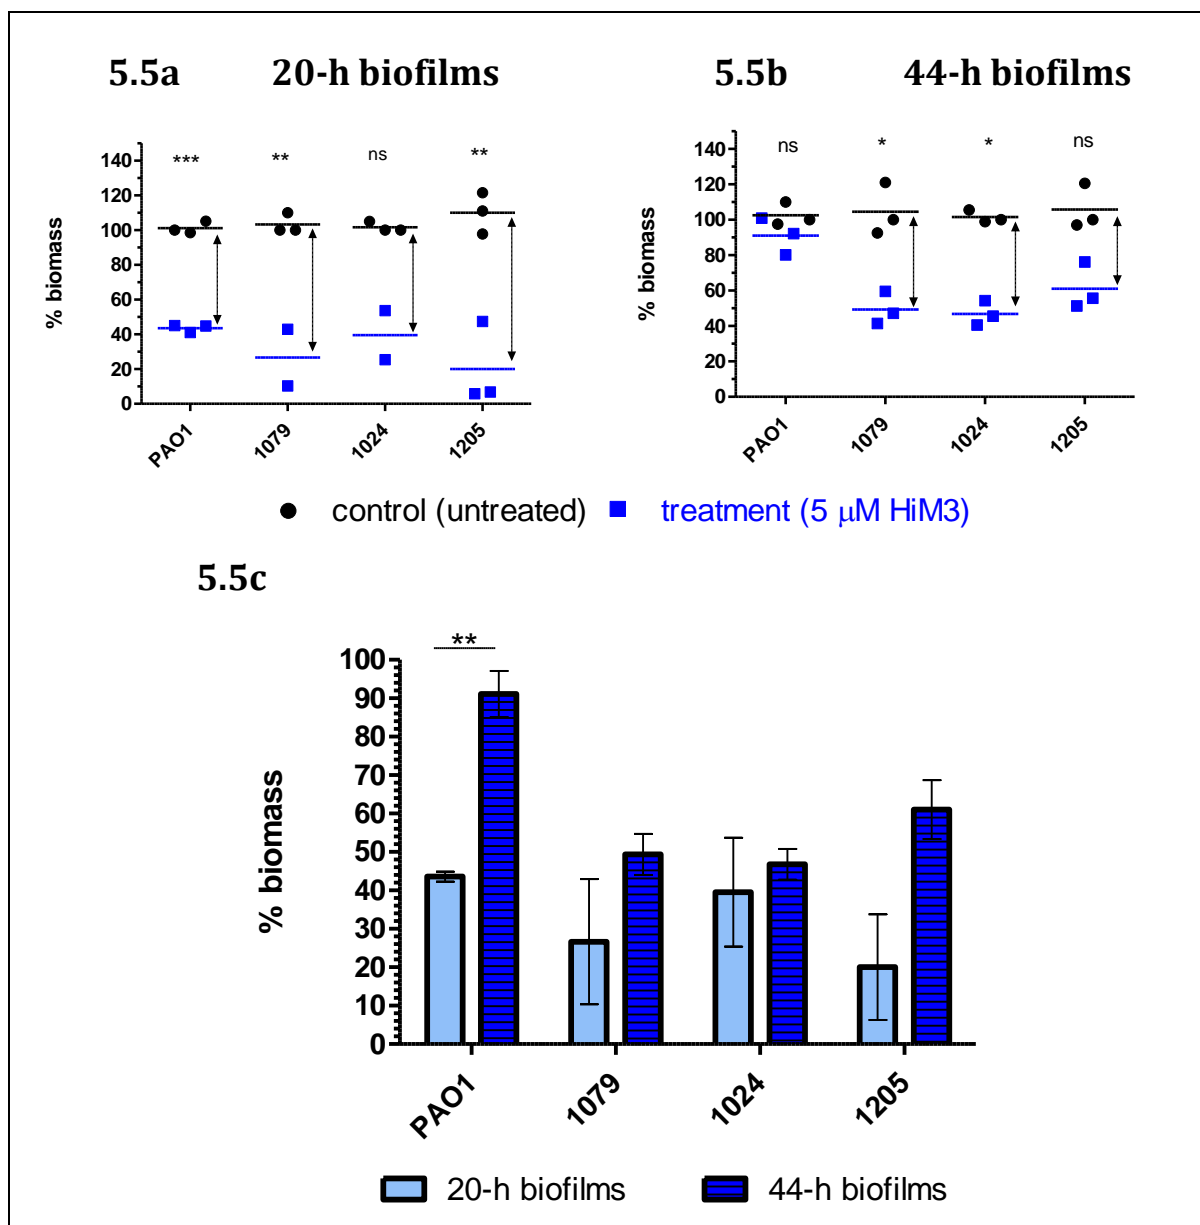 5.5a 20-h biofilms
5.5b 44-h biofilms
*** ** ns **
140
120
100
80
60
40
20
0
% biomass
PAO1 1079 1024 1205
ns * * ns
140
120
100
80
60
40
20
0
% biomass
PAO1 1079 1024 1205
control (untreated) treatment (5 μM HiM3)
5.5c
**
100
90
80
70
60
50
40
30
20
10
0
% biomass
PAO1 1079 1024 1205
20-h biofilms 44-h biofilms